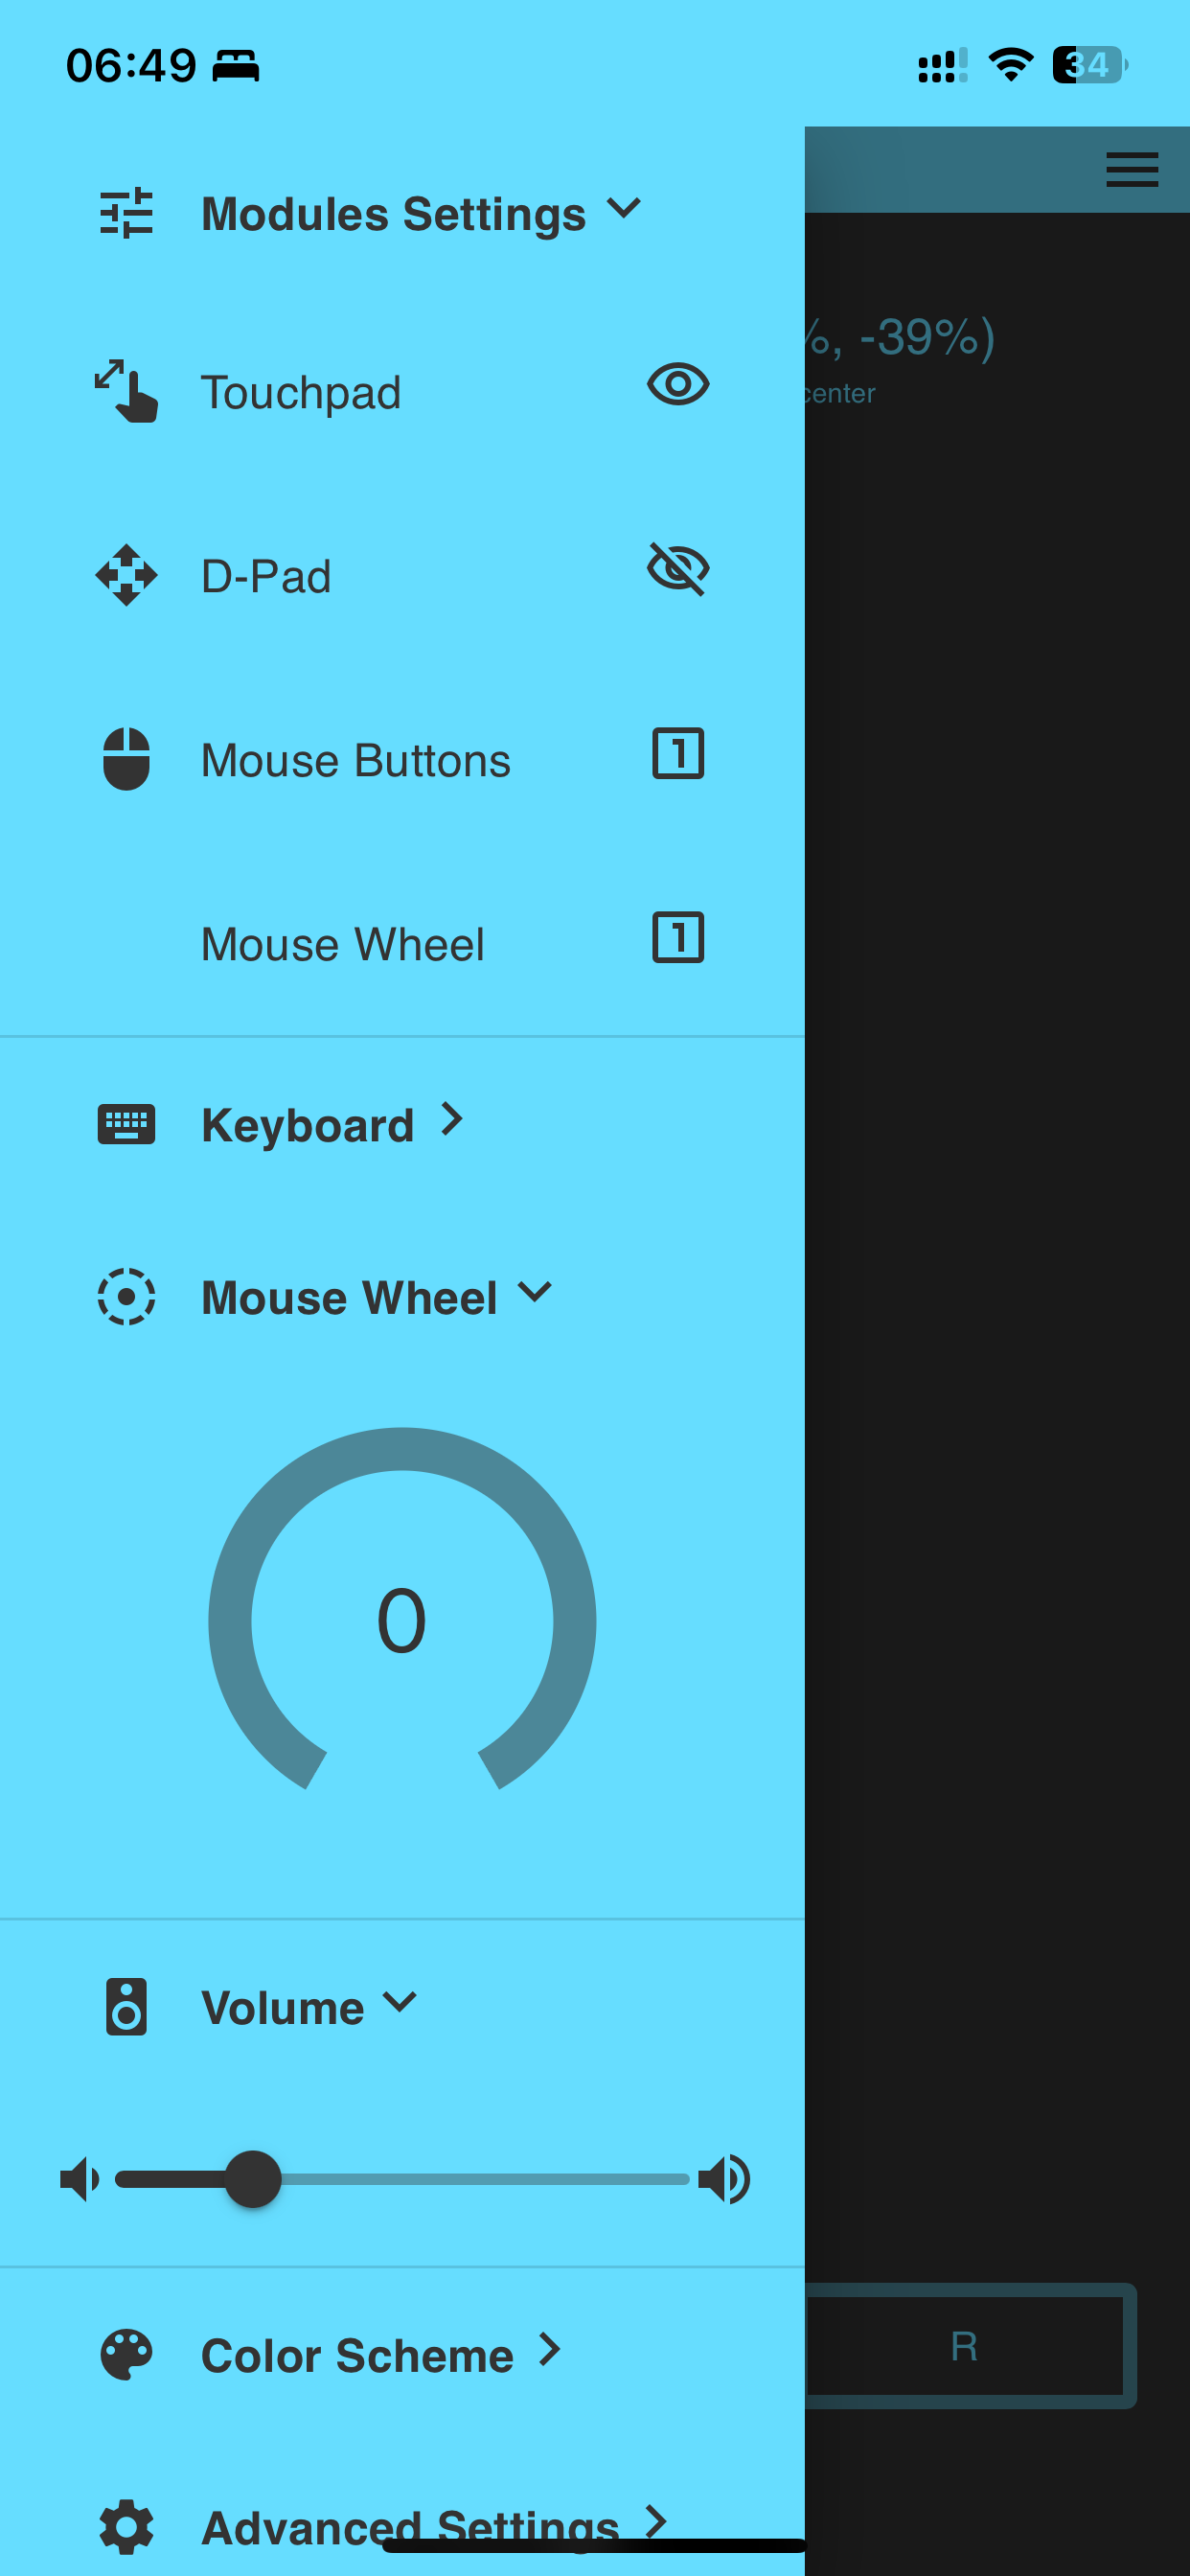 06:49
34
Modules Settings
%, -39%)
center
Touchpad
D-Pad
Mouse Buttons
1
Mouse Wheel
1
Keyboard
Mouse Wheel
0
Volume
Color Scheme
R
Advanced Settings